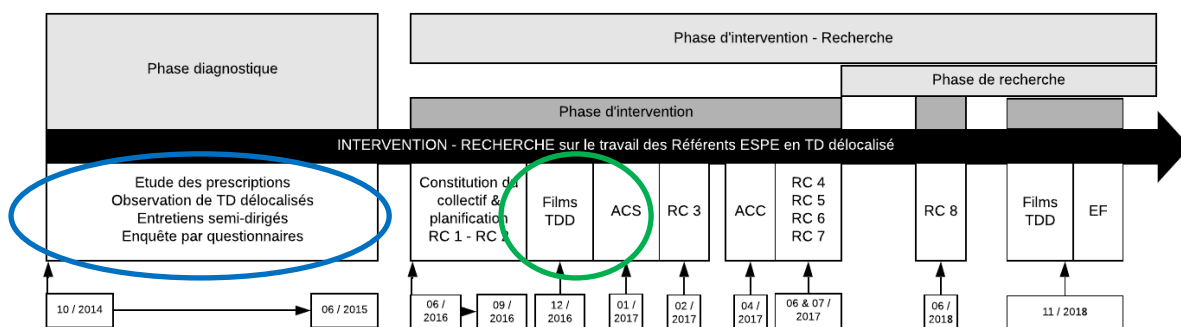 Phase diagnostique
Phase d'intervention - Recherche
Phase de recherche
Phase d'intervention
INTERVENTION - RECHERCHE sur le travail des Référents ESPE en TD délocalisé
Etude des prescriptions
Observation de TD délocalisés
Entretiens semi-dirigés
Enquête par questionnaires
Constitution du
collectif &
planification
RC 1 - RC 2
Films
TDD
ACS
RC 3
ACC
RC 4
RC 5
RC 6
RC 7
RC 8
Films
TDD
EF
10 / 2014
06 / 2015
06 /
2016
09 /
2016
12 /
2016
01 /
2017
02 /
2017
04 /
2017
06 & 07 /
2017
06 /
2018
11 / 2018